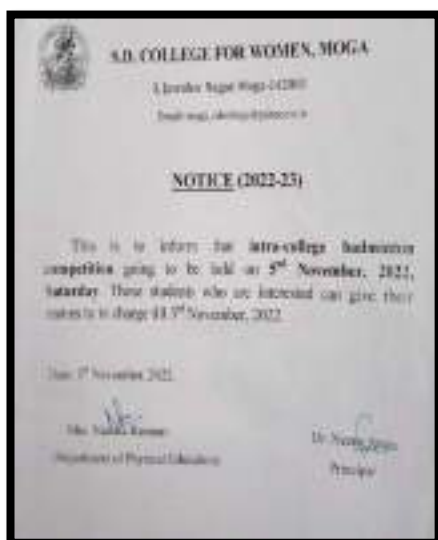 S.D. COLLEGE FOR WOMEN, MOGA
NOTICE (2022-23)
This is to inform that intra-college badminton
competition going to be held on 5th November, 2022,
Saturday. Those students who are interested can give their
names to in charge till 3rd November, 2022.
November 2022
Department of Physical Education
Dr.
Principal